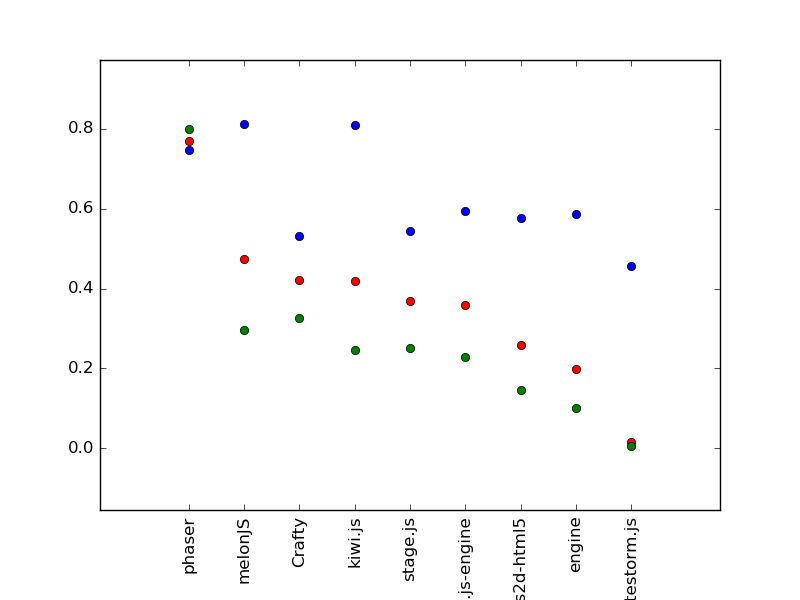 0.8
0.6
0.4
0.2
0.0
phaser
melonJS
Crafty
kiwi.js
stage.js
.js-engine
s2d-html5
engine
testorm.js